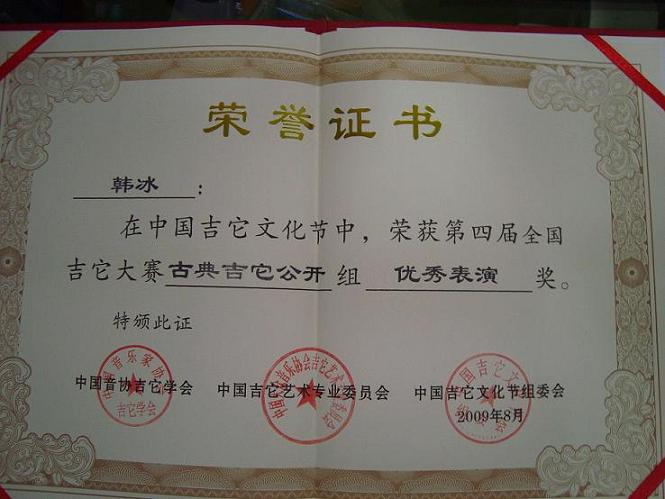 荣誉证书
韩冰：
在中国吉它文化节中，荣获第四届全国
吉它大赛古典吉它公开组优秀表演奖。
特颁此证
中国音协吉它学会 中国吉它艺术专业委员会 中国吉它文化节组委会
2009年8月